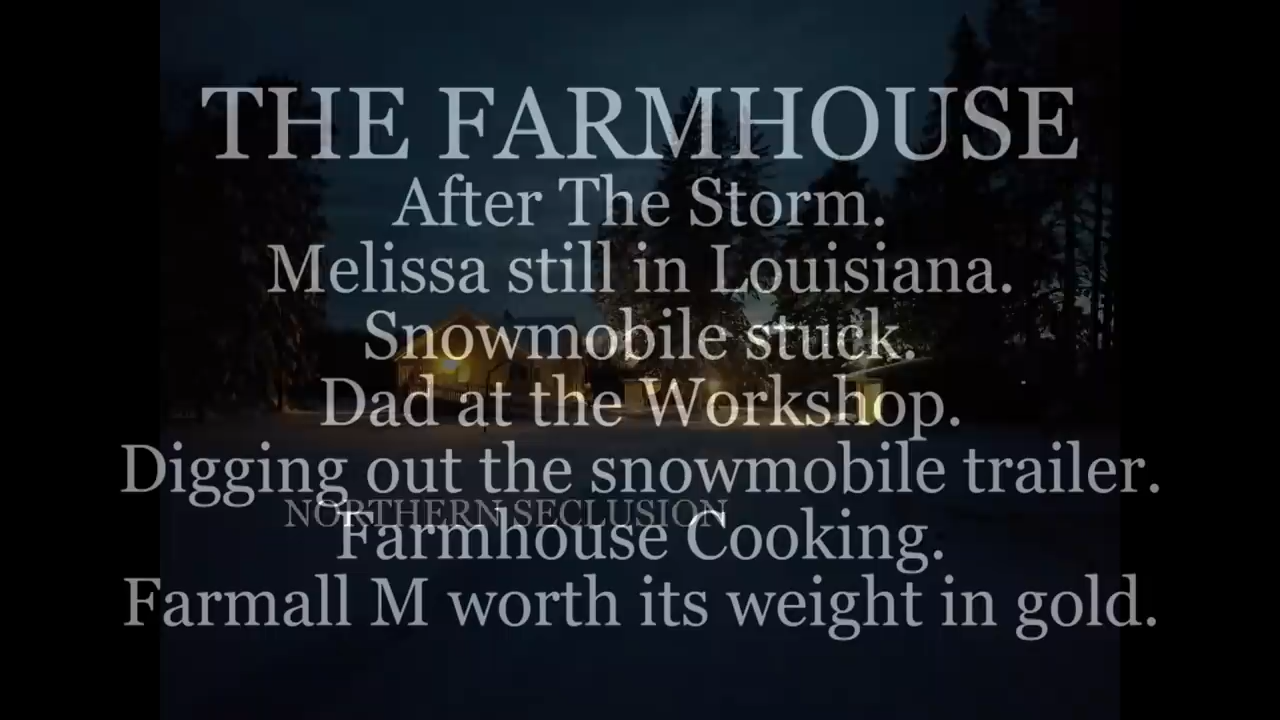 THE FARMHOUSE
After The Storm.
Melissa still in Louisiana.
Snowmobile stuck.
Dad at the Workshop.
Digging out the snowmobile trailer.
NORTHERN SECLUSION
Farmhouse Cooking.
Farmall M worth its weight in gold.